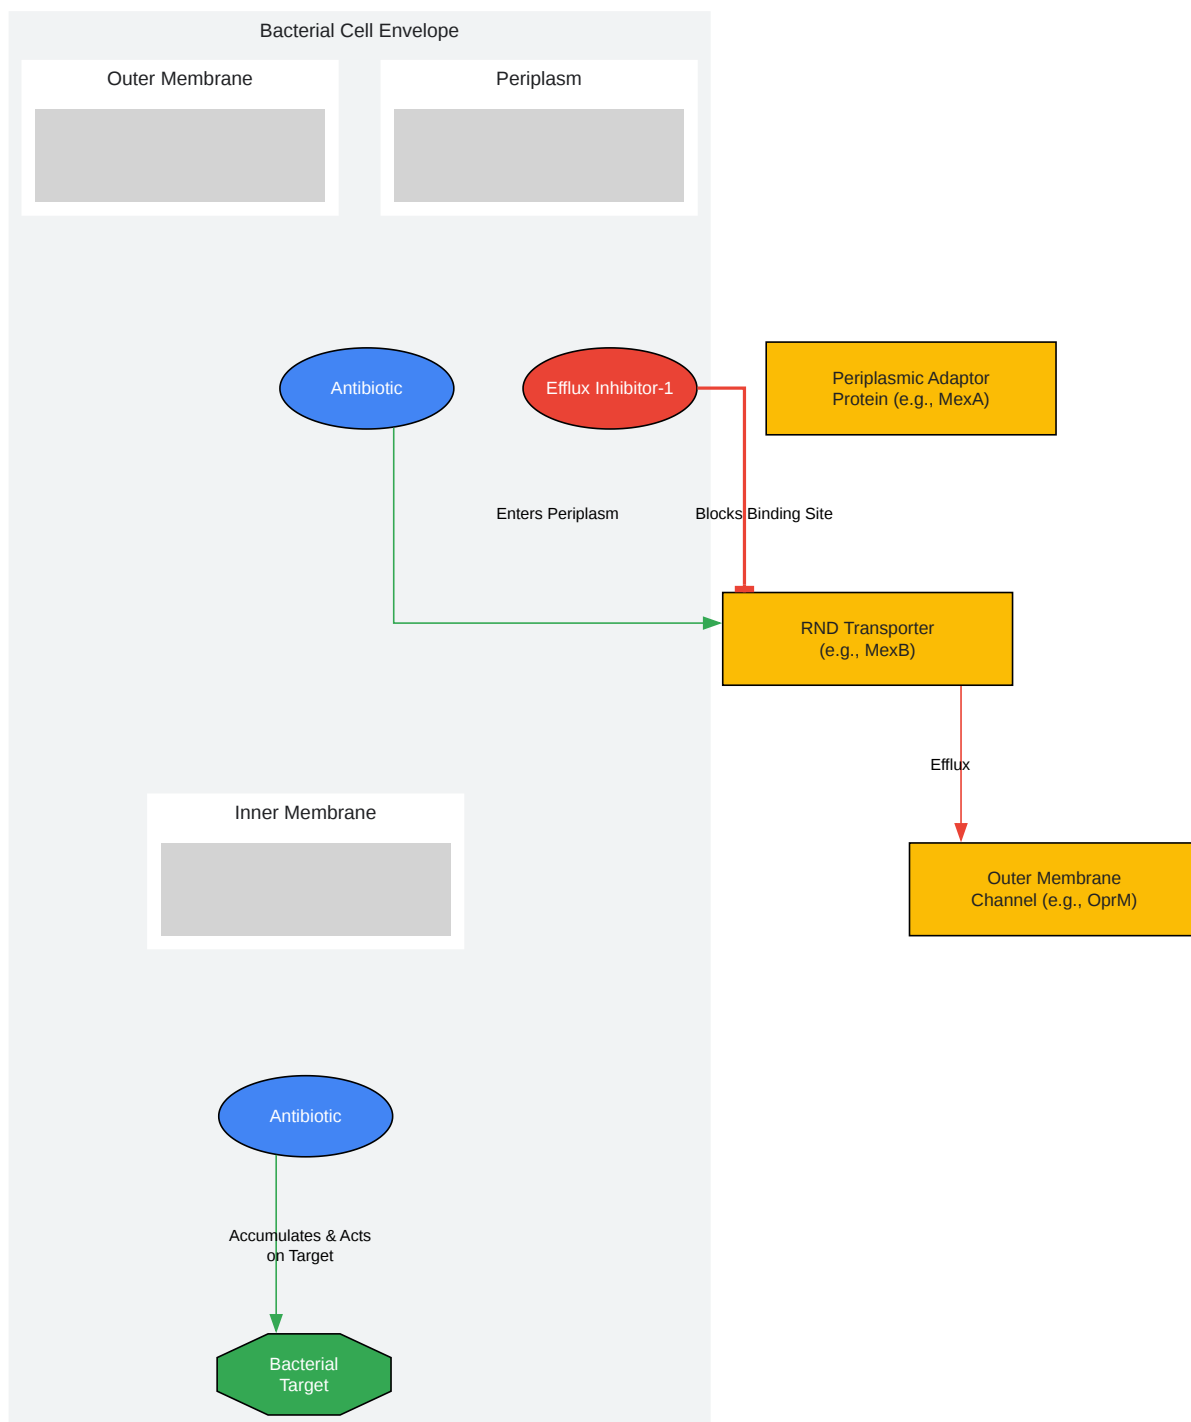 Bacterial Cell Envelope
Outer Membrane
Periplasm
Antibiotic
Efflux Inhibitor-1
Periplasmic Adaptor
Protein (e.g., MexA)
Enters Periplasm
Blocks Binding Site
RND Transporter
(e.g., MexB)
Efflux
Inner Membrane
Outer Membrane
Channel (e.g., OprM)
Antibiotic
Accumulates & Acts
on Target
Bacterial
Target